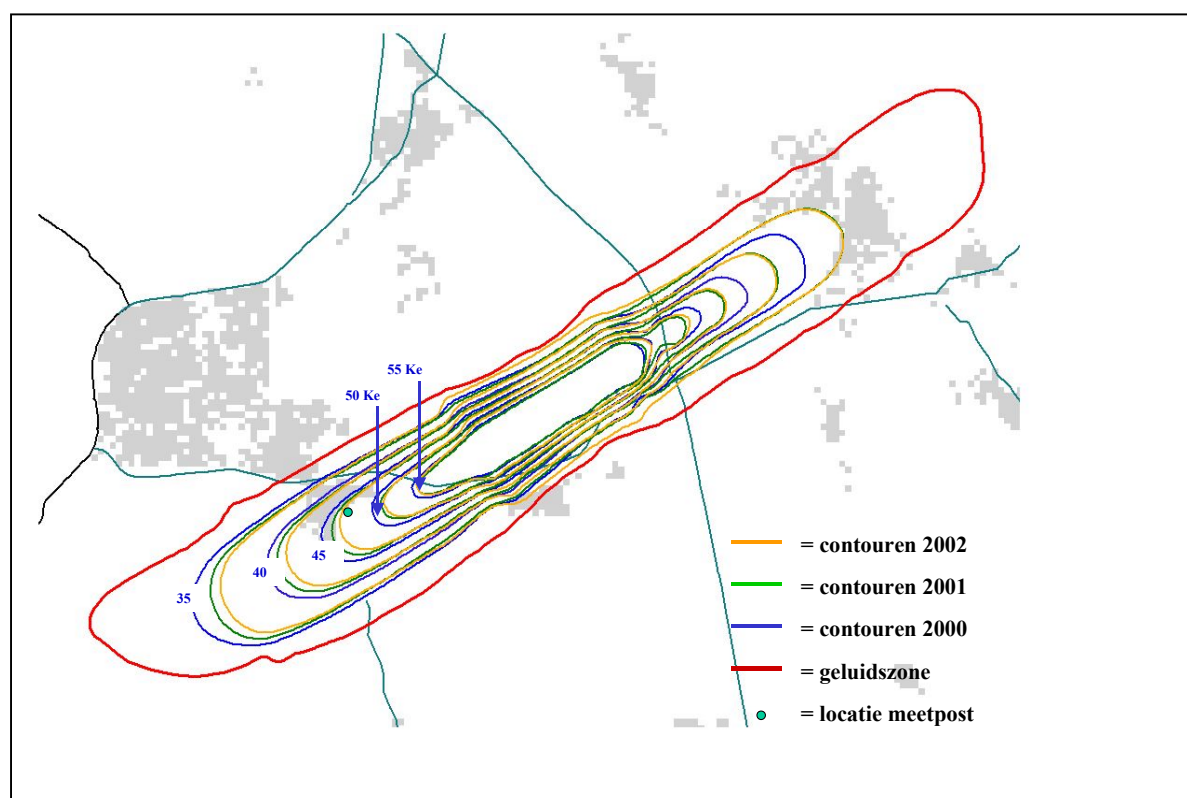 55 Ke
50 Ke
45
40
35
= contouren 2002
= contouren 2001
= contouren 2000
= geluidszone
= locatie meetpost